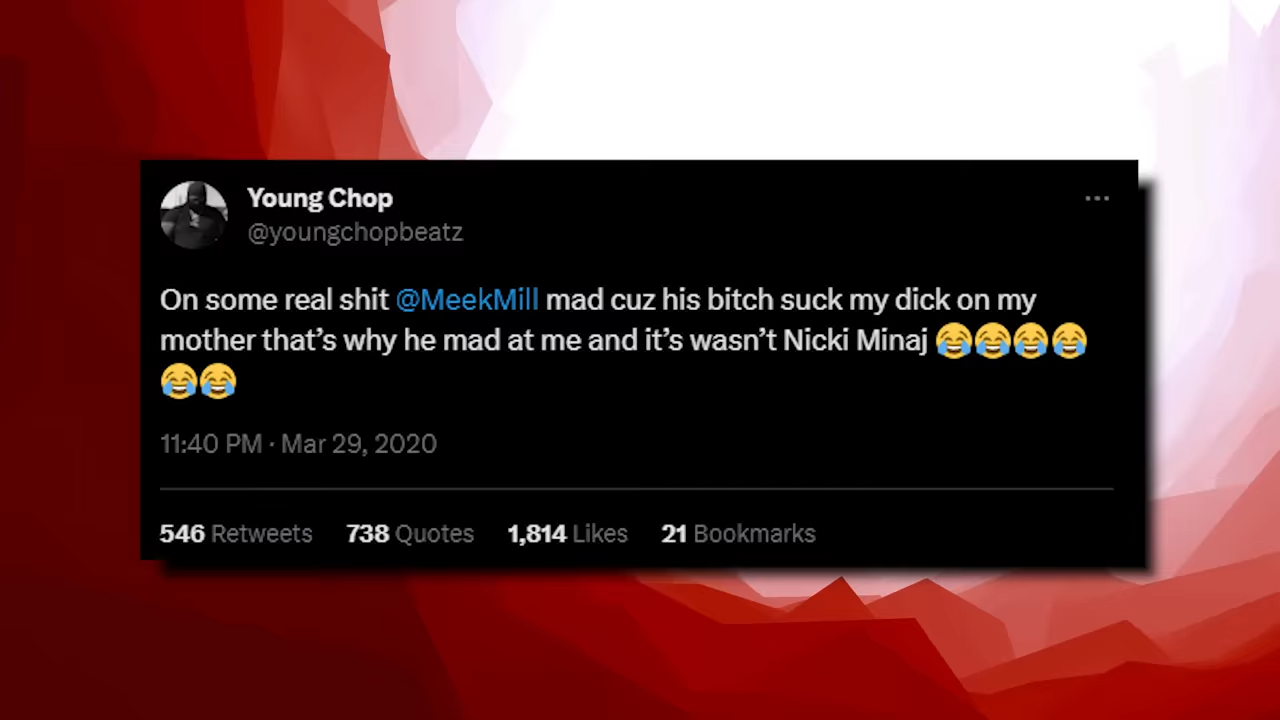 Young Chop
@youngchopbeatz
On some real shit @MeekMill mad cuz his bitch suck my dick on my
mother that’s why he mad at me and it’s wasn’t Nicki Minaj 😂😂😂😂
😂😂
11:40 PM · Mar 29, 2020
546 Retweets 738 Quotes 1,814 Likes 21 Bookmarks